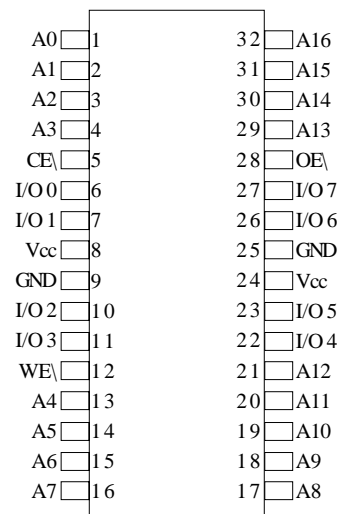 A0 1 32 A16
A1 2 31 A15
A2 3 30 A14
A3 4 29 A13
CE\ 5 28 OE\
I/O 0 6 27 I/O 7
I/O 1 7 26 I/O 6
Vcc 8 25 GND
GND 9 24 Vcc
I/O 2 10 23 I/O 5
I/O 3 11 22 I/O 4
WE\ 12 21 A12
A4 13 20 A11
A5 14 19 A10
A6 15 18 A9
A7 16 17 A8